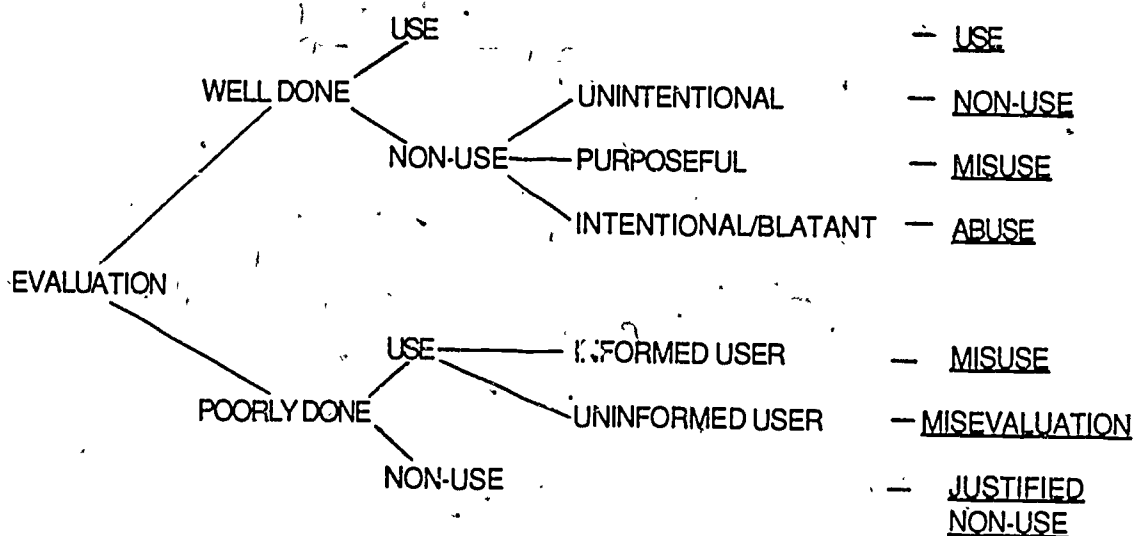 USE — USE
WELL DONE UNINTENTIONAL — NON-USE
NON-USE PURPOSEFUL — MISUSE
INTENTIONAL/BLATANT — ABUSE
EVALUATION
USE INFORMED USER — MISUSE
POORLY DONE UNINFORMED USER — MISEVALUATION
NON-USE — JUSTIFIED
NON-USE